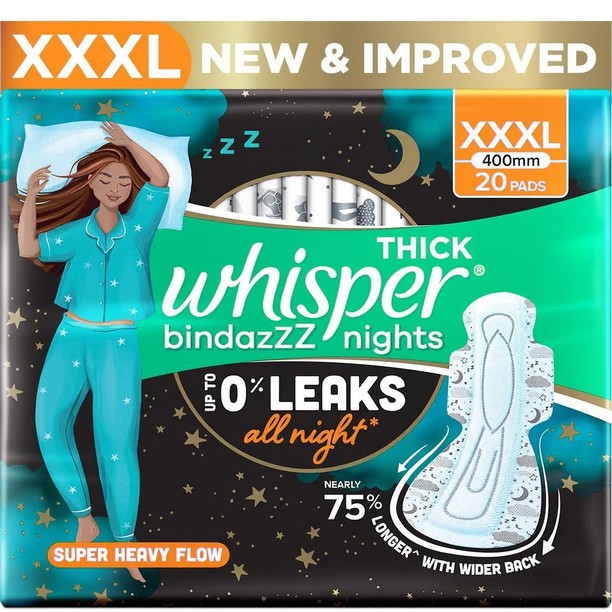 XXXL NEW & IMPROVED
z z z
XXXL
400mm
20 PADS
THICK
whisper®
bindazZZ nights
UP TO 0% LEAKS
all night*
NEARLY
75% LONGER^ WITH WIDER BACK
SUPER HEAVY FLOW